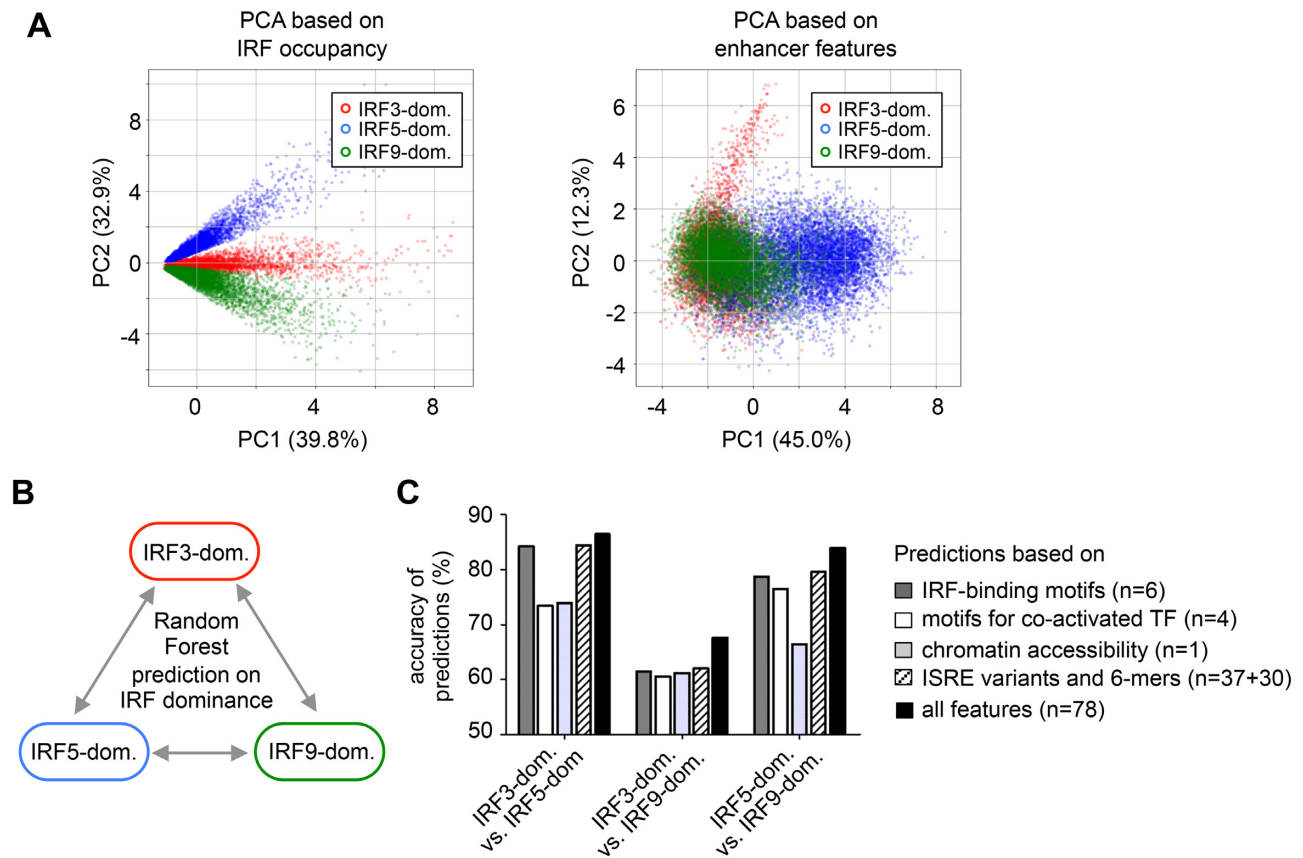 A
PCA based on
IRF occupancy
PC2 (32.9%)
8
4
0
-4
0
4
8
PC1 (39.8%)
IRF3-dom.
IRF5-dom.
IRF9-dom.
PCA based on
enhancer features
PC2 (12.3%)
6
4
2
0
-2
-4
-4
0
4
8
PC1 (45.0%)
IRF3-dom.
IRF5-dom.
IRF9-dom.
B
IRF3-dom.
Random
Forest
prediction on
IRF dominance
IRF5-dom.
IRF9-dom.
C
accuracy of
predictions (%)
90
80
70
60
50
IRF3-dom.
vs. IRF5-dom
IRF3-dom.
vs. IRF9-dom.
IRF5-dom.
vs. IRF9-dom.
Predictions based on
IRF-binding motifs (n=6)
motifs for co-activated TF (n=4)
chromatin accessibility (n=1)
ISRE variants and 6-mers (n=37+30)
all features (n=78)